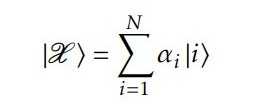 |𝒳⟩ = ∑_{i=1}^{N} α_i |i⟩